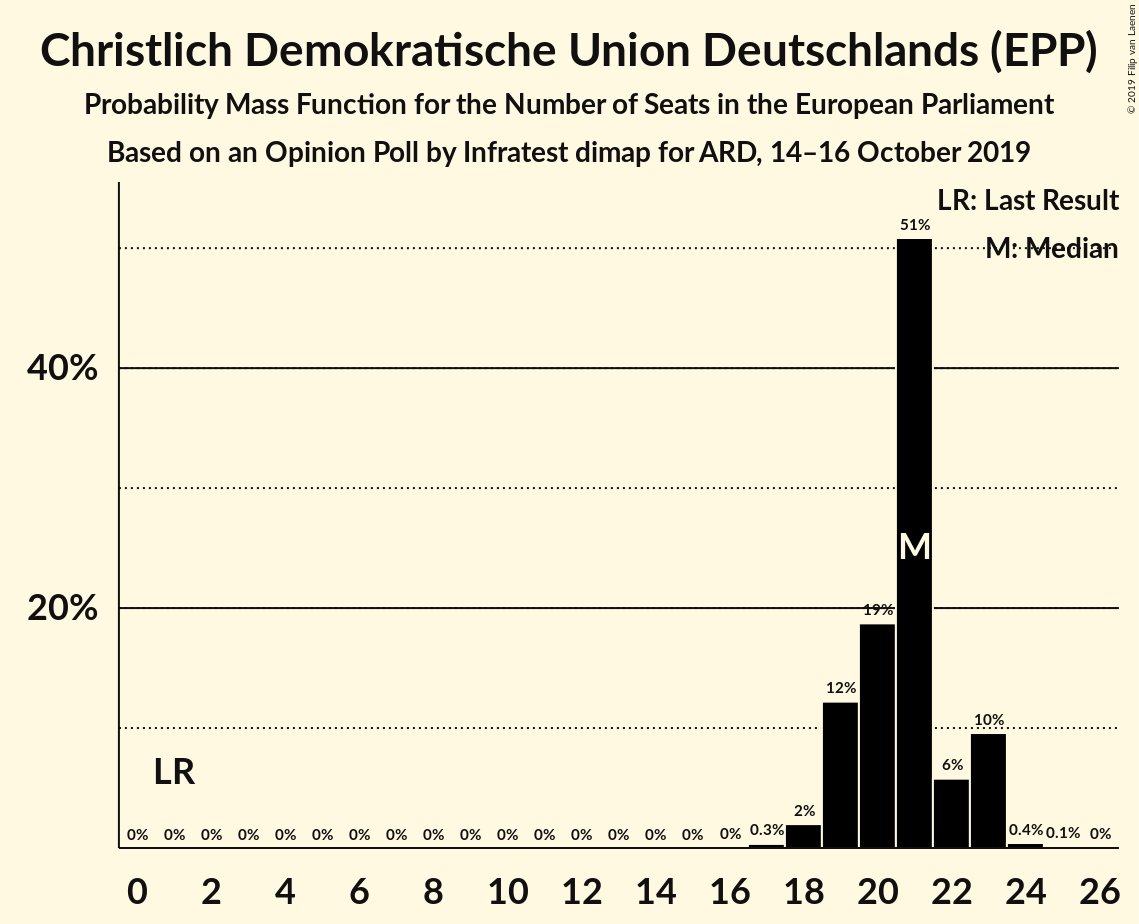 Christlich Demokratische Union Deutschlands (EPP)
Probability Mass Function for the Number of Seats in the European Parliament
Based on an Opinion Poll by Infratest dimap for ARD, 14–16 October 2019
© 2019 Filip van Laenen
LR: Last Result
M: Median
51%
40%
M
20%
19%
12%
10%
LR
6%
2%
0% 0% 0% 0% 0% 0% 0% 0% 0% 0% 0% 0% 0% 0% 0% 0% 0% 0.3% 0.4% 0.1% 0%
0 2 4 6 8 10 12 14 16 18 20 22 24 26